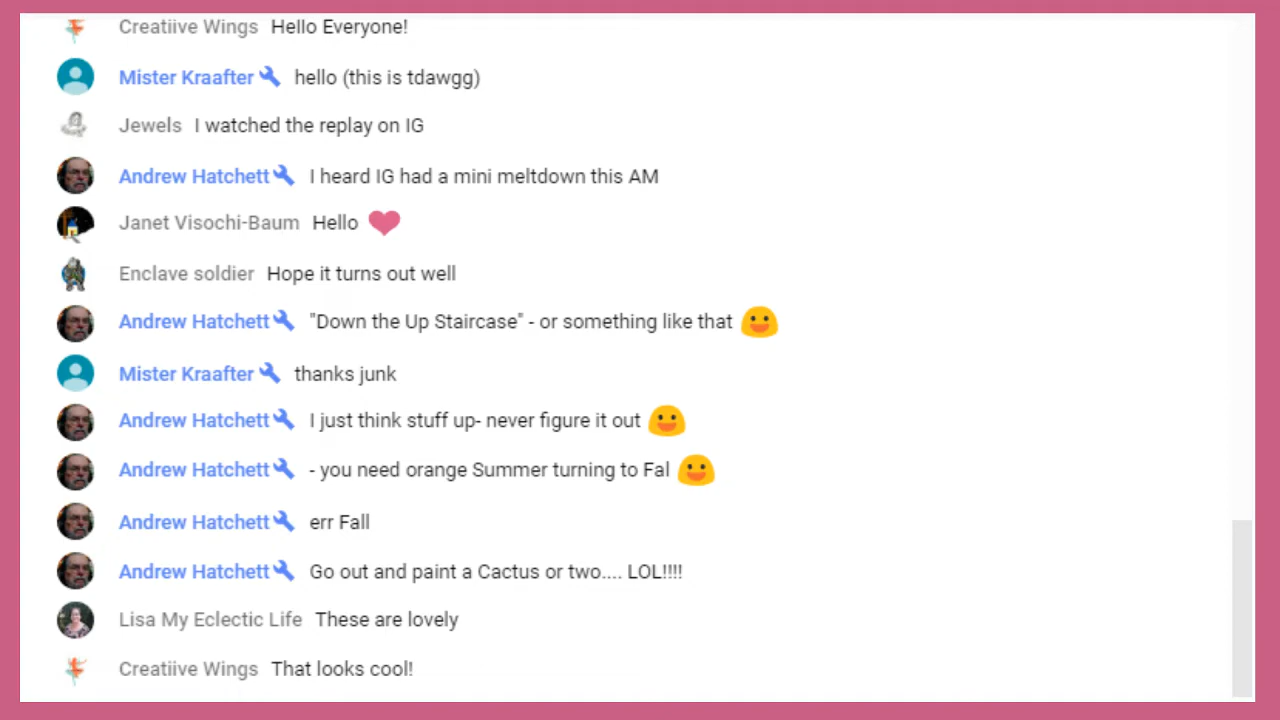 Creatiive Wings Hello Everyone!
Mister Kraafter hello (this is tdawgg)
Jewels I watched the replay on IG
Andrew Hatchett I heard IG had a mini meltdown this AM
Janet Visochi-Baum Hello
Enclave soldier Hope it turns out well
Andrew Hatchett "Down the Up Staircase" - or something like that
Mister Kraafter thanks junk
Andrew Hatchett I just think stuff up- never figure it out
Andrew Hatchett - you need orange Summer turning to Fal
Andrew Hatchett err Fall
Andrew Hatchett Go out and paint a Cactus or two.... LOL!!!!
Lisa My Eclectic Life These are lovely
Creatiive Wings That looks cool!